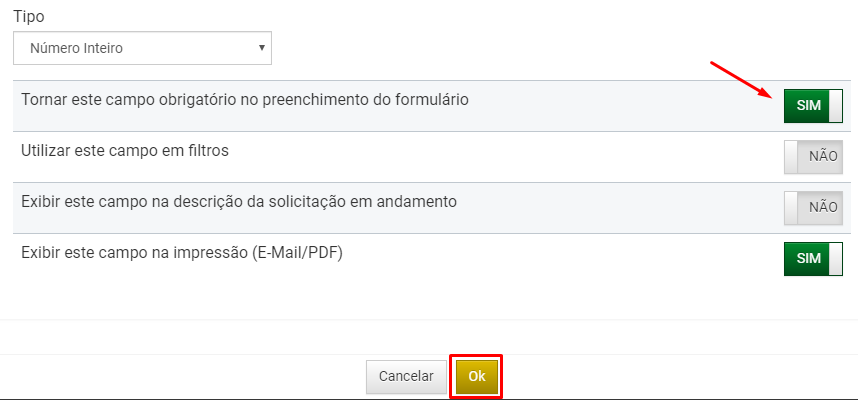 Tipo
Número Inteiro
Tornar este campo obrigatório no preenchimento do formulário
SIM
Utilizar este campo em filtros
NÃO
Exibir este campo na descrição da solicitação em andamento
NÃO
Exibir este campo na impressão (E-Mail/PDF)
SIM
Cancelar
Ok